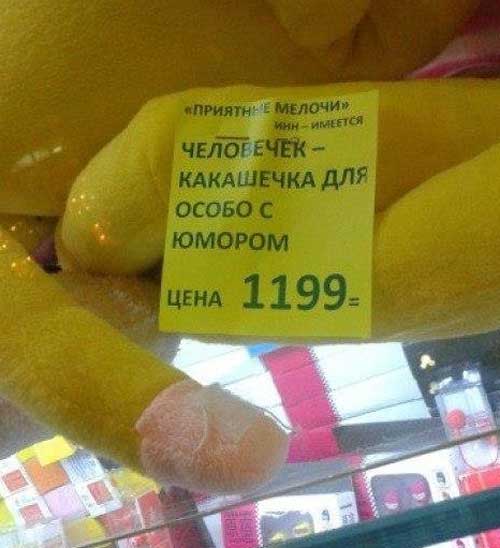 «ПРИЯТНЫЕ МЕЛОЧИ»
ИНН – ИМЕЕТСЯ
ЧЕЛОВЕЧЕК –
КАКАШЕЧКА ДЛЯ
ОСОБО С
ЮМОРОМ
ЦЕНА 1199=